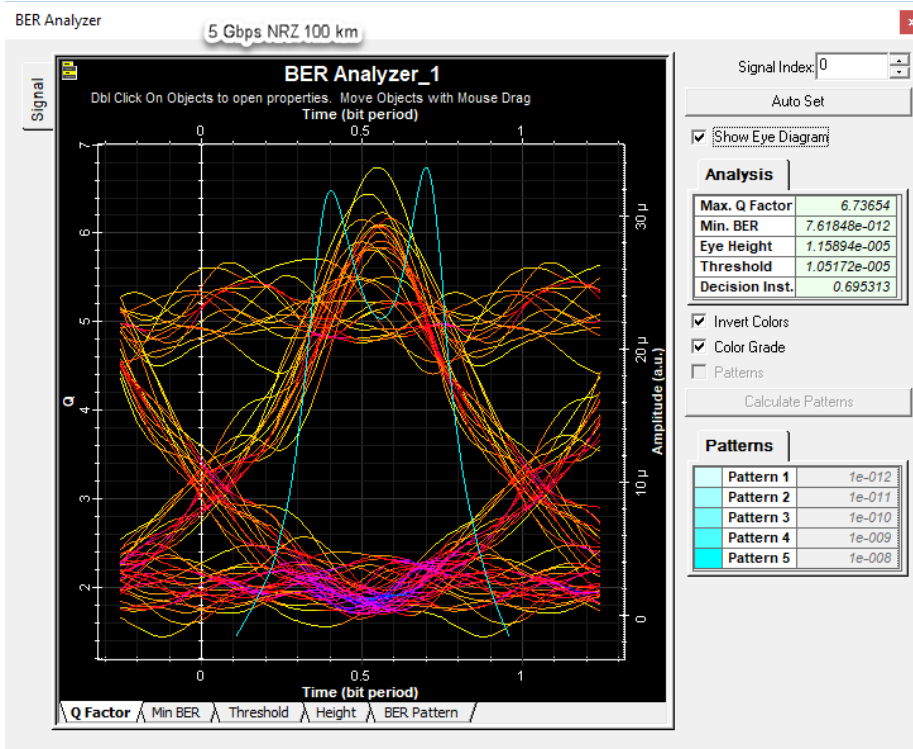 BER Analyzer
5 Gbps NRZ 100 km
Signal
BER Analyzer_1
Dbl Click On Objects to open properties. Move Objects with Mouse Drag
Time (bit period)
0 0.5 1
7
6
5
4
3
2
Q
30 µ
20 µ
10 µ
0
Amplitude (a.u.)
0 0.5 1
Time (bit period)
Q Factor Min BER Threshold Height BER Pattern
Signal Index: 0
Auto Set
Show Eye Diagram
Analysis
Max. Q Factor 6.73654
Min. BER 7.61848e-012
Eye Height 1.15894e-005
Threshold 1.05172e-005
Decision Inst. 0.695313
Invert Colors
Color Grade
Patterns
Calculate Patterns
Patterns
Pattern 1 1e-012
Pattern 2 1e-011
Pattern 3 1e-010
Pattern 4 1e-009
Pattern 5 1e-008